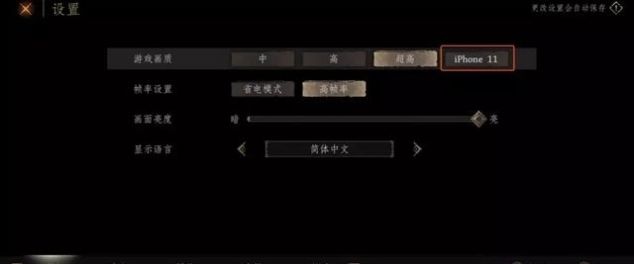 设置
更改设置会自动保存
游戏画质 中 高 超高 iPhone 11
帧率设置 省电模式 高帧率
画面亮度 暗 亮
显示语言 简体中文